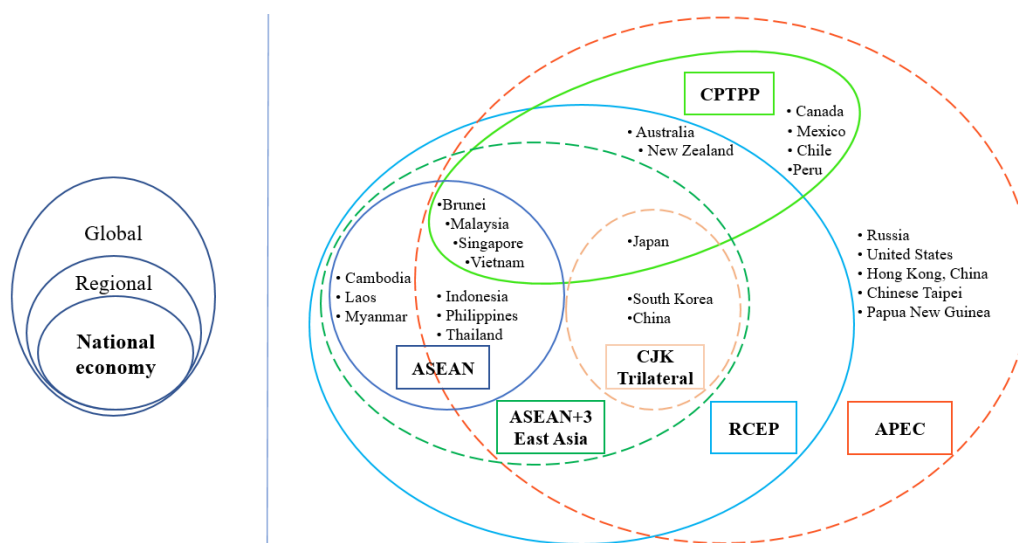 Global
Regional
National
economy
CPTPP
• Canada
• Mexico
• Chile
•Peru
• Australia
• New Zealand
•Brunei
•Malaysia
•Singapore
•Vietnam
•Japan
• Cambodia
• Laos
• Myanmar
• Indonesia
• Philippines
• Thailand
•South Korea
•China
• Russia
• United States
• Hong Kong, China
• Chinese Taipei
• Papua New Guinea
ASEAN
CJK
Trilateral
ASEAN+3
East Asia
RCEP
APEC